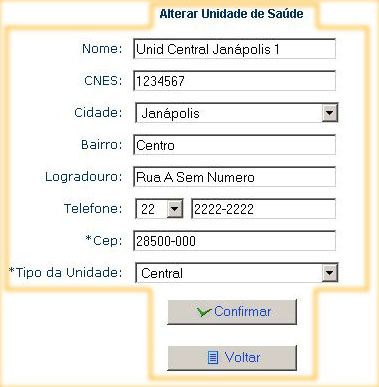 Alterar Unidade de Saúde
Nome: Unid Central Janápolis 1
CNES: 1234567
Cidade: Janápolis
Bairro: Centro
Logradouro: Rua A Sem Numero
Telefone: 22 2222-2222
*Cep: 28500-000
*Tipo da Unidade: Central
Confirmar
Voltar